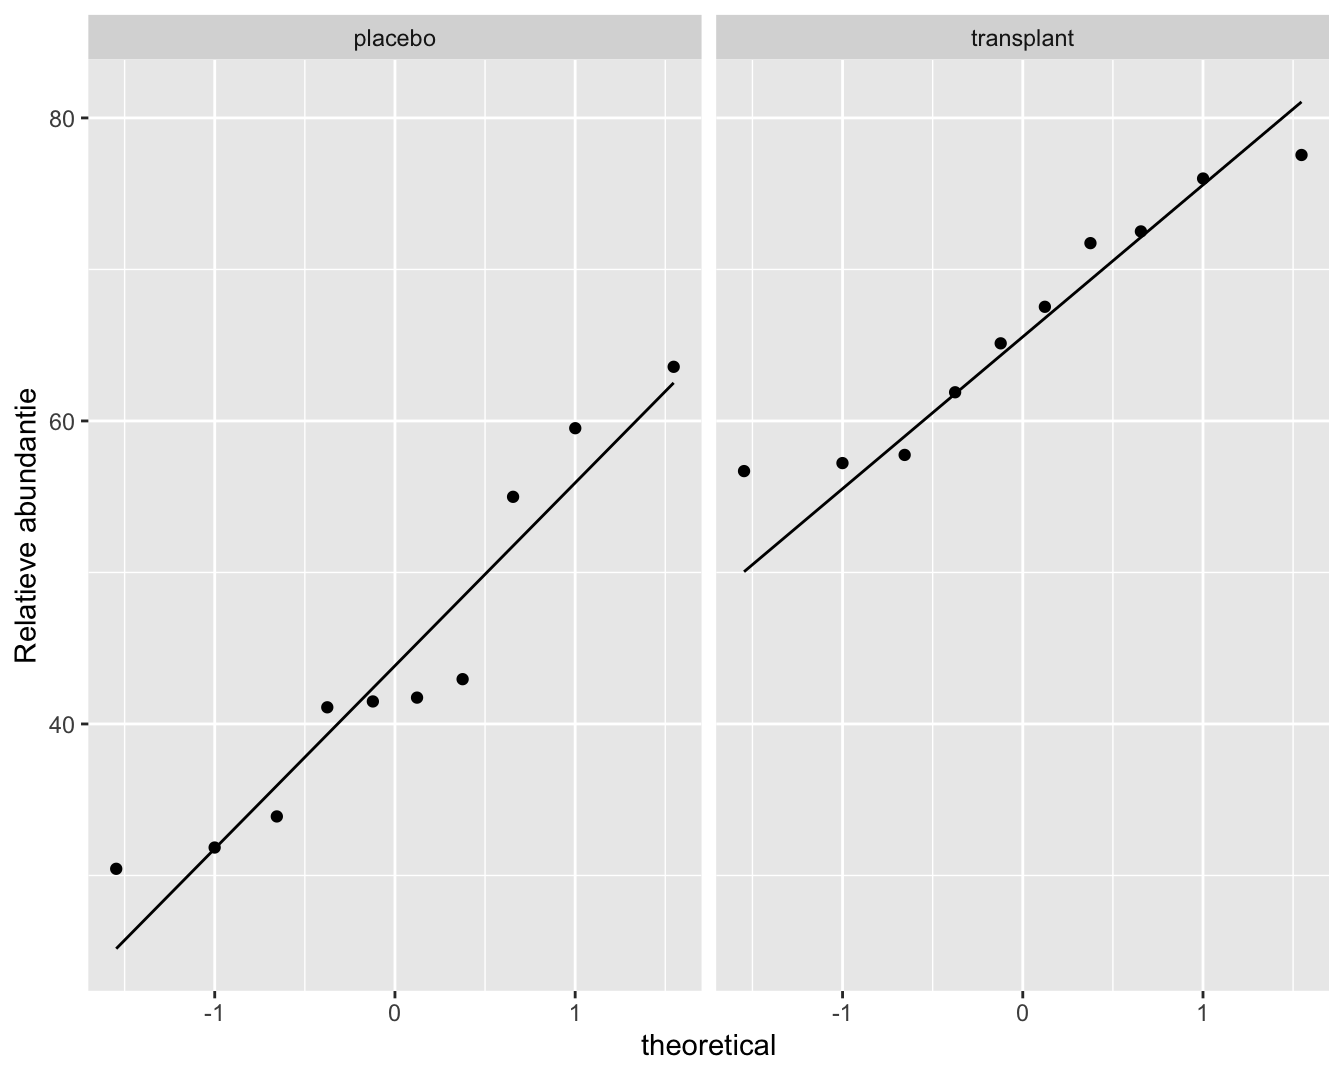 placebo
transplant
80
60
40
Relatieve abundantie
-1 0 1
-1 0 1
theoretical